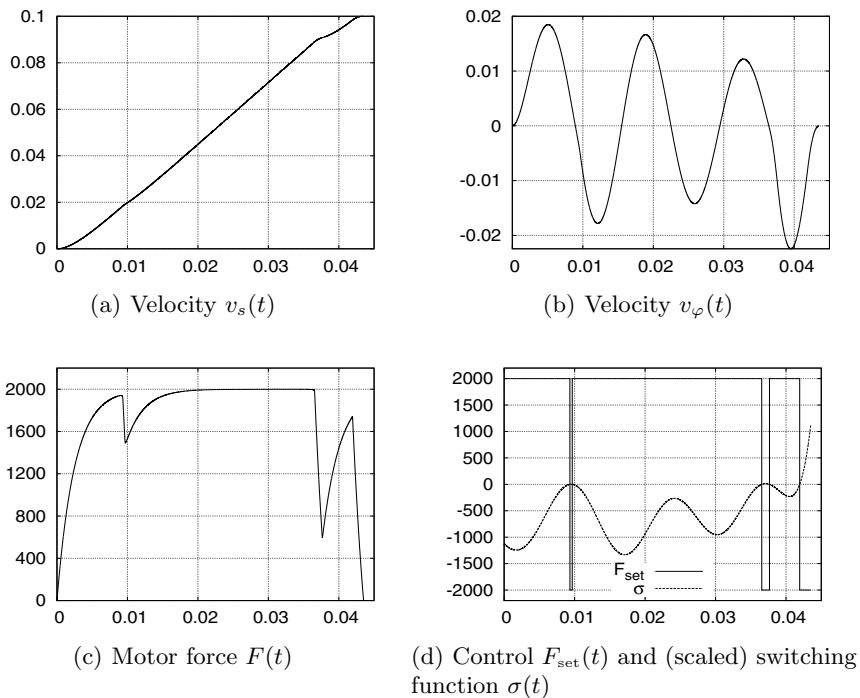 0.1
0.08
0.06
0.04
0.02
0
0 0.01 0.02 0.03 0.04
(a) Velocity vₛ(t)
0.02
0.01
0
-0.01
-0.02
0 0.01 0.02 0.03 0.04
(b) Velocity vᵩ(t)
2000
1600
1200
800
400
0
0 0.01 0.02 0.03 0.04
(c) Motor force F(t)
2000
1500
1000
500
0
-500
-1000
-1500
-2000
F_set
σ
0 0.01 0.02 0.03 0.04
(d) Control F_set(t) and (scaled) switching
function σ(t)